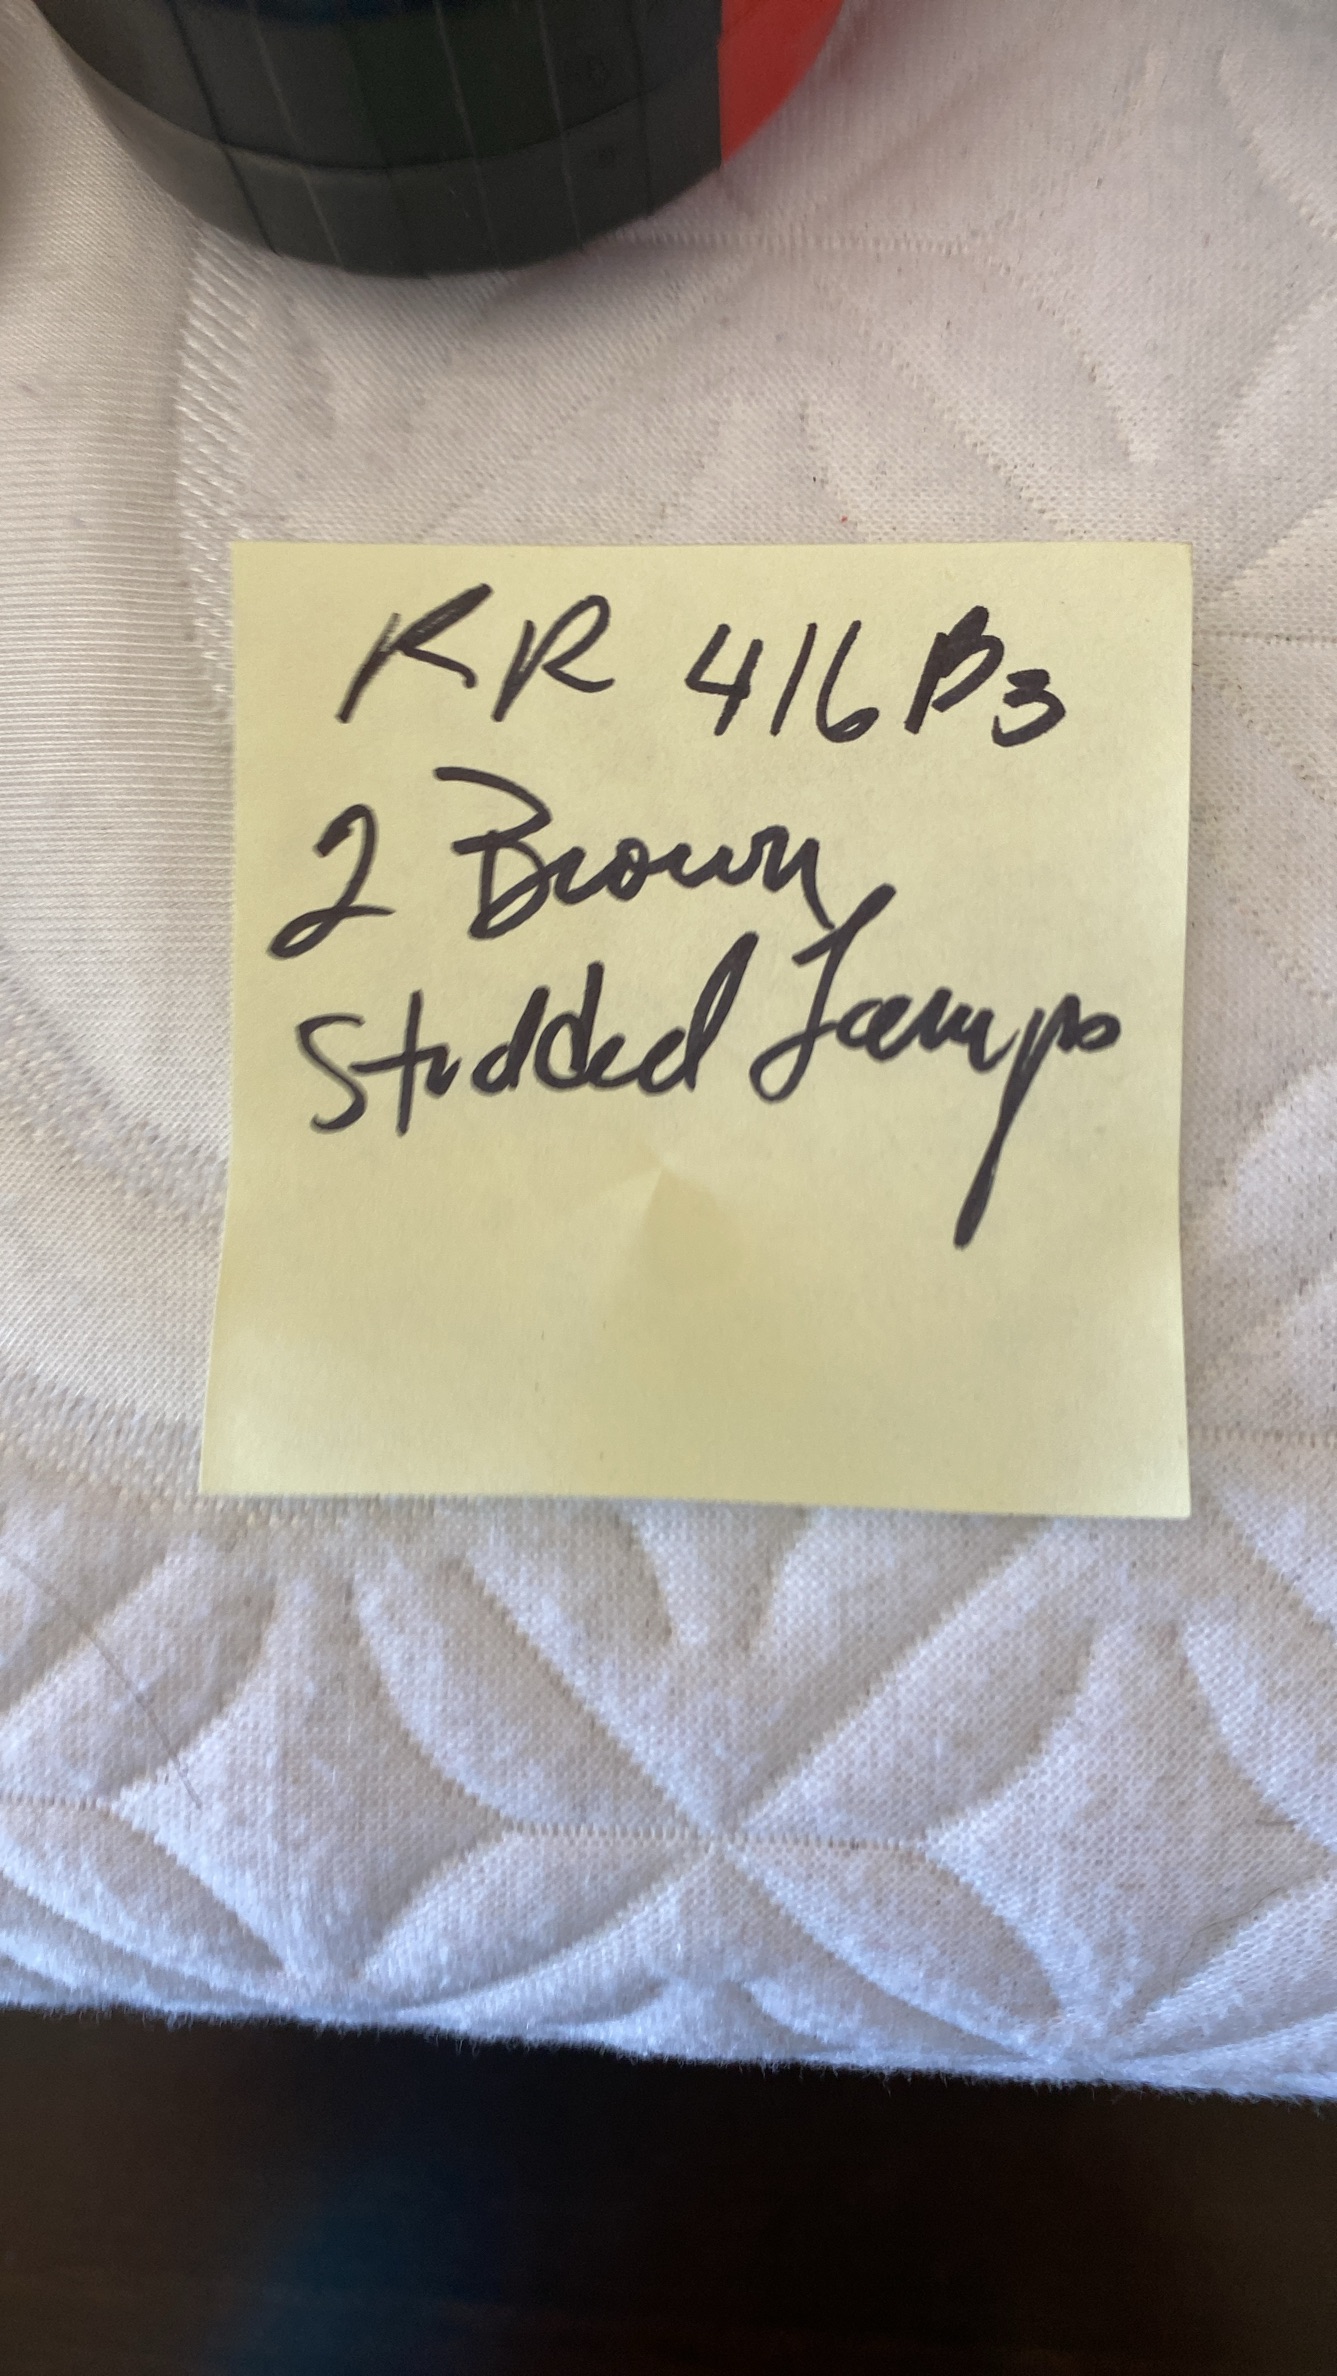 KR 416 B3
2 Brown
Studded Lamps